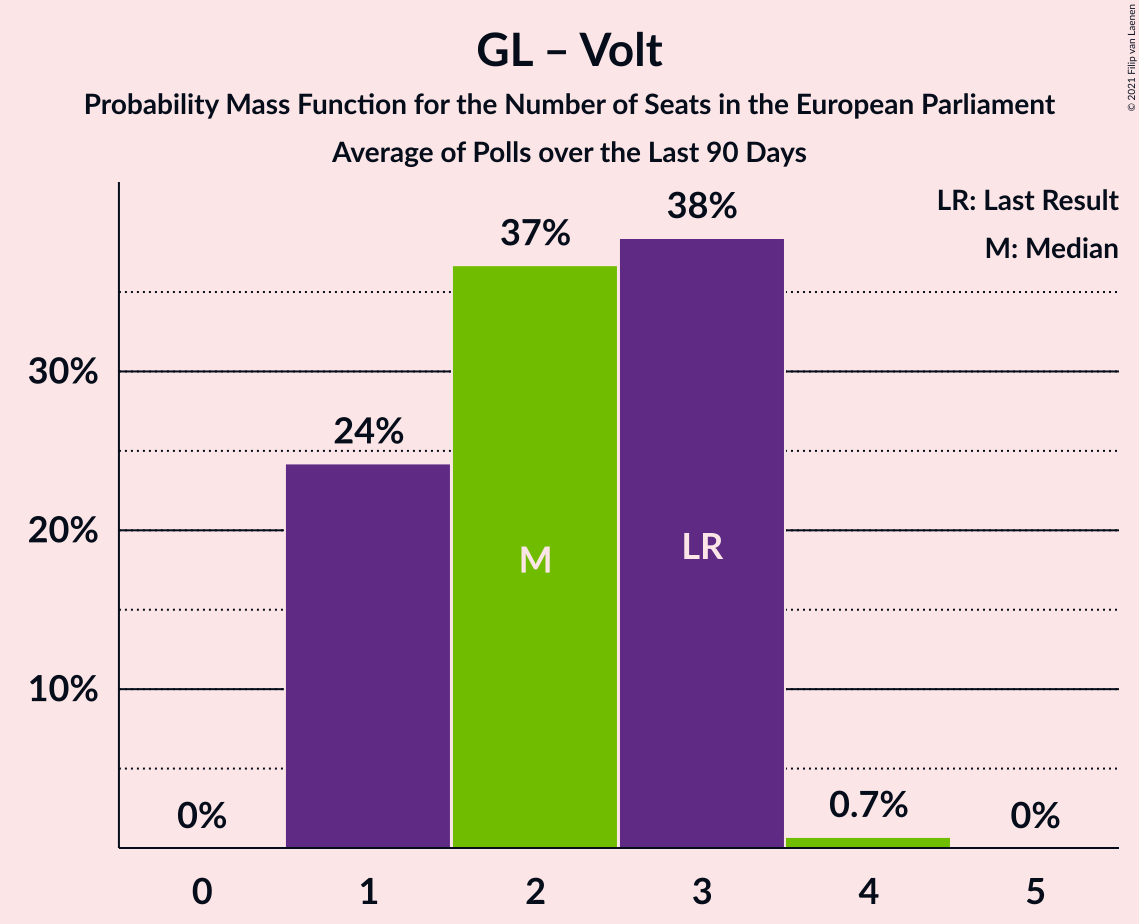 GL – Volt
Probability Mass Function for the Number of Seats in the European Parliament
Average of Polls over the Last 90 Days
© 2021 Filip van Laenen
LR: Last Result
M: Median
38%
37%
30%
24%
20%
M
LR
10%
0%
0.7%
0%
0 1 2 3 4 5